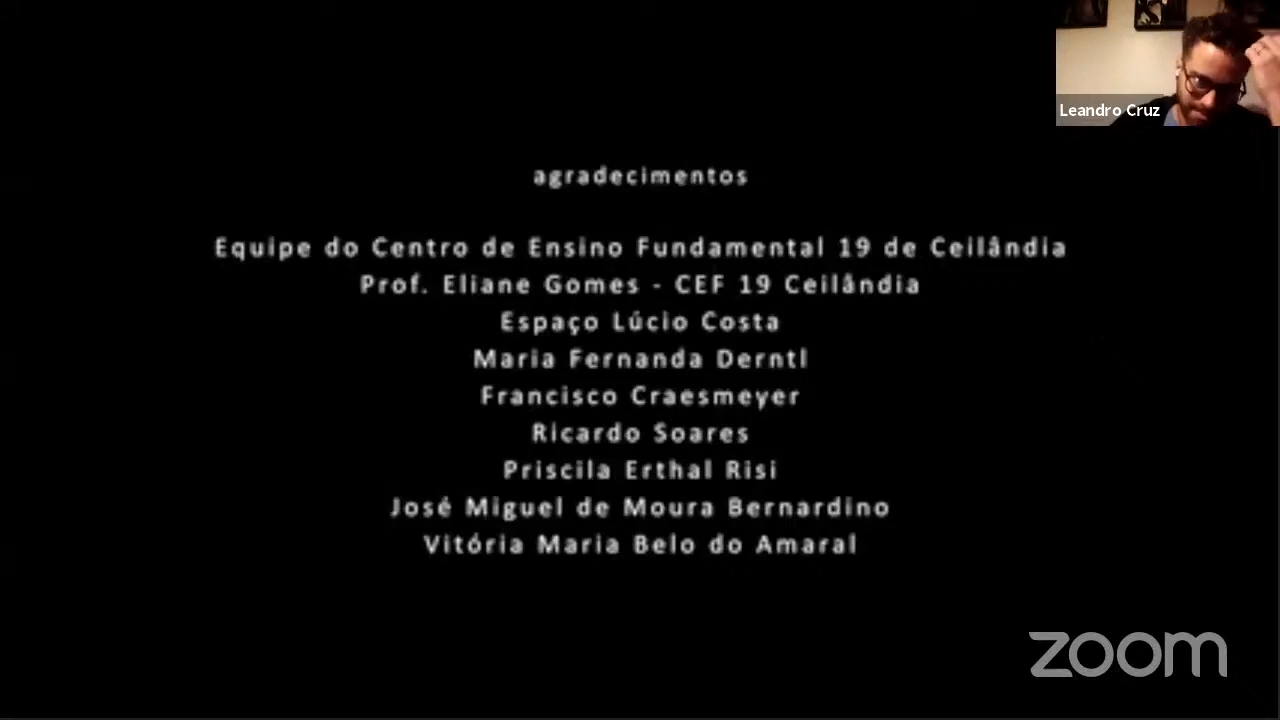 Leandro Cruz
agradecimentos
Equipe do Centro de Ensino Fundamental 19 de Ceilândia
Prof. Eliane Gomes - CEF 19 Ceilândia
Espaço Lúcio Costa
Maria Fernanda Derntl
Francisco Craesmeyer
Ricardo Soares
Priscila Erthal Risi
José Miguel de Moura Bernardino
Vitória Maria Belo do Amaral
zoom